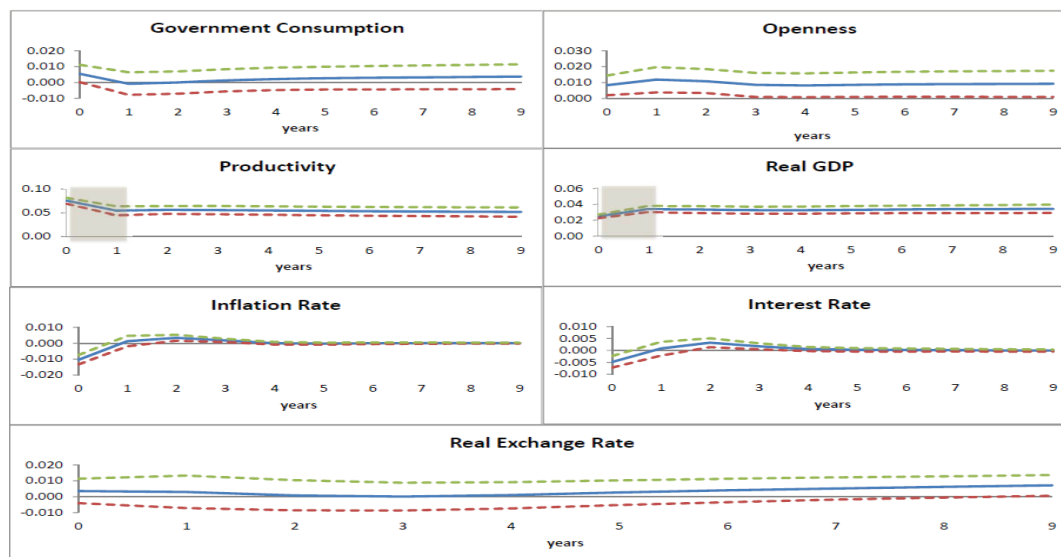 Government Consumption
0.020
0.010
0.000
-0.010
0 1 2 3 4 5 6 7 8 9
years
Openness
0.030
0.020
0.010
0.000
0 1 2 3 4 5 6 7 8 9
years
Productivity
0.10
0.05
0.00
0 1 2 3 4 5 6 7 8 9
Real GDP
0.06
0.04
0.02
0.00
0 1 2 3 4 5 6 7 8 9
Inflation Rate
0.010
0.000
-0.010
-0.020
0 1 2 3 4 5 6 7 8 9
years
Interest Rate
0.010
0.005
0.000
-0.005
-0.010
0 1 2 3 4 5 6 7 8 9
years
Real Exchange Rate
0.020
0.010
0.000
-0.010
0 1 2 3 4 5 6 7 8 9
years